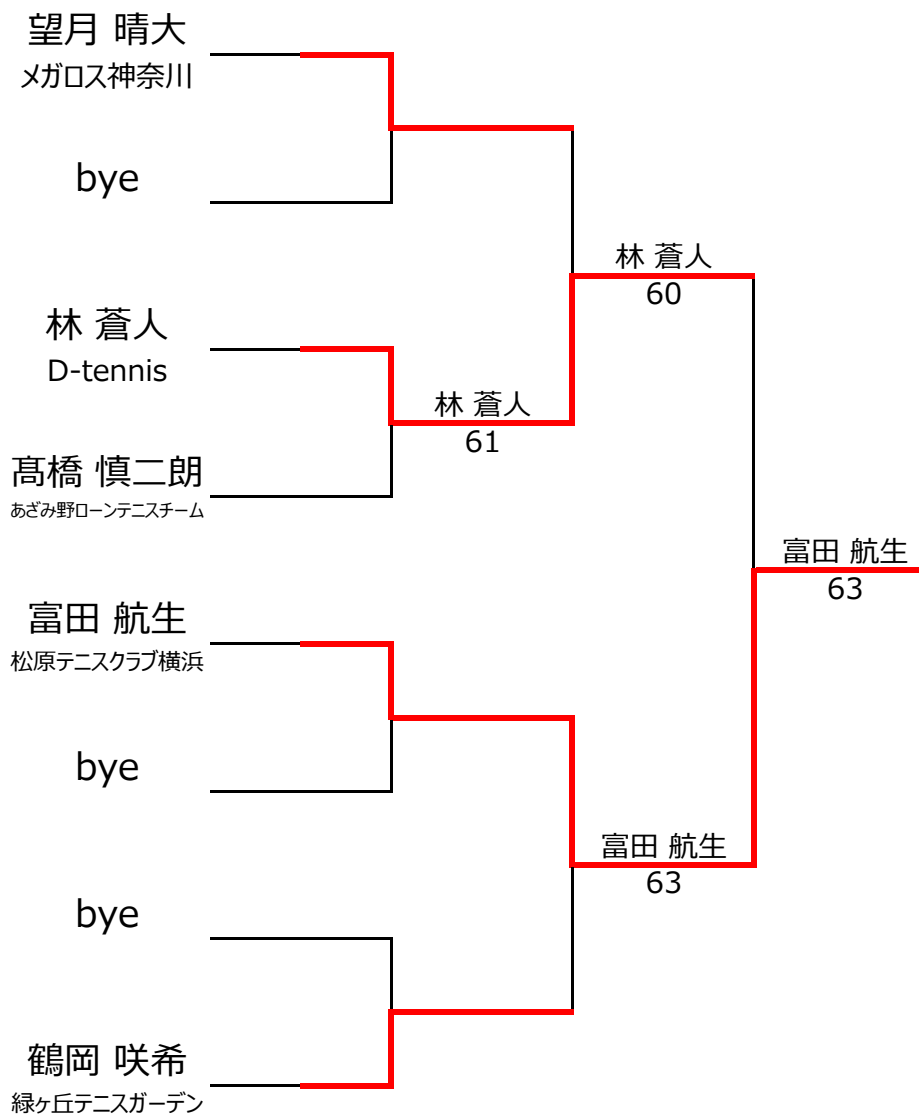 望月 晴大
メガロス神奈川
bye
林 蒼人
D-tennis
髙橋 慎二朗
あざみ野ローンテニスチーム
富田 航生
松原テニスクラブ横浜
bye
bye
鶴岡 咲希
緑ヶ丘テニスガーデン
林 蒼人
61
林 蒼人
60
富田 航生
63
富田 航生
63